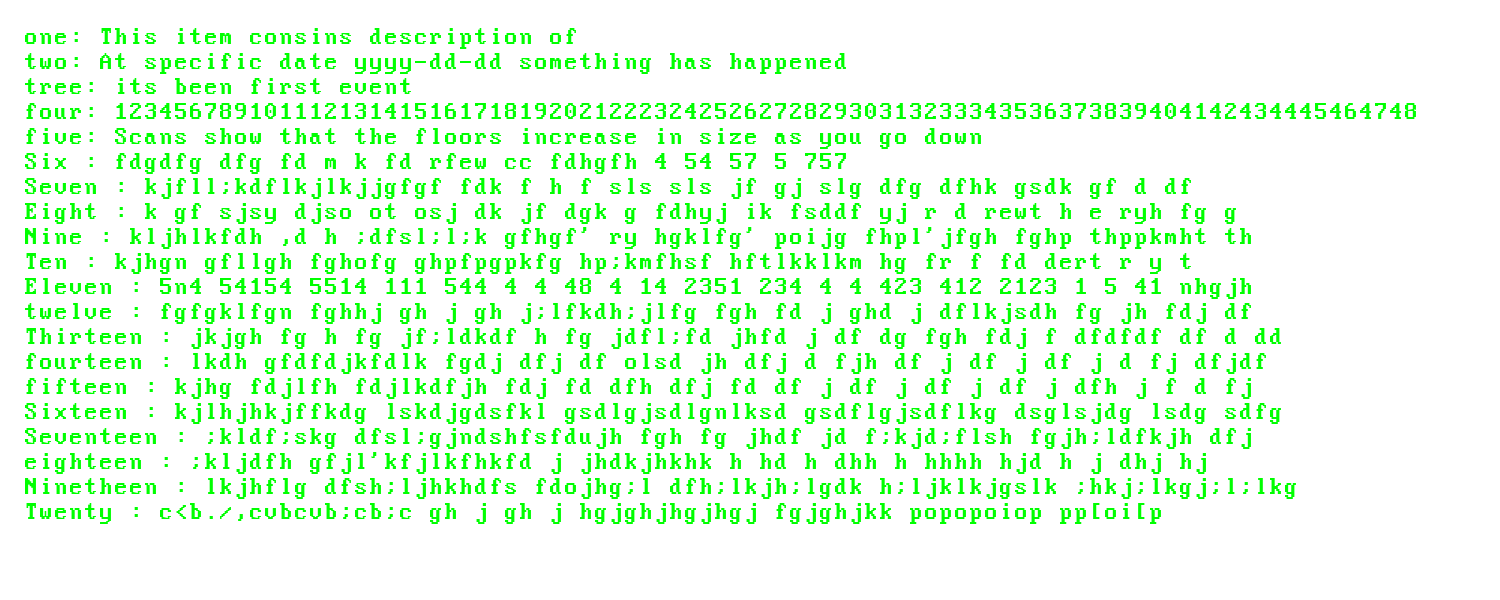 one: This item consins description of
two: At specific date yyyy-dd-dd something has happened
tree: its been first event
four: 123456789101112131415161718192021222324252627282930313233343536373839404142434445464748
five: Scans show that the floors increase in size as you go down
Six : fdgdfg dfg fd m k fd rfew cc fdhgfh 4 54 57 5 757
Seven : kjfll;kdflkjlkjjgfgf fdk f h f sls sls jf gj slg dfg dfhk gsdk gf d df
Eight : k gf sjsy djso ot osj dk jf dgk g fdhyj ik fsddf yj r d rewt h e ryh fg g
Nine : kljhlkfdh ,d h ;dfsl;l;k gfhgf' ry hgklfg' poijg fhpl'jfgh fghp thppkmht th
Ten : kjhgn gfllgh fghofg ghpfpgpkfg hp;kmfhsf hftlkklkm hg fr f fd dert r y t
Eleven : 5n4 54154 5514 111 544 4 4 48 4 14 2351 234 4 4 423 412 2123 1 5 41 nhgjh
twelve : fgfgklfgn fghhj gh j gh j;lfkdh;jlfg fgh fd j ghd j dflkjsdh fg jh fdj df
Thirteen : jkjgh fg h fg jf;ldkdf h fg jdfl;fd jhfd j df dg fgh fdj f dfdfdf df d dd
fourteen : lkdh gfdfdjkfdlk fgdj dfj df olsd jh dfj d fjh df j df j df j d fj dfjdf
fifteen : kjhg fdjlfh fdjlkdfjh fdj fd dfh dfj fd df j df j df j df j dfh j f d fj
Sixteen : kjlhjhkjffkdg lskdjgdsfkl gsdlgjsdlgnlksd gsdflgjsdflkg dsglsjdg lsdg sdfg
Seventeen : ;kldf;skg dfsl;gjndshfsfdujh fgh fg jhdf jd f;kjd;flsh fgjh;ldfkjh dfj
eighteen : ;kljdfh gfjl'kfjlkfhkfd j jhdkjhkhk h hd h dhh h hhhh hjd h j dhj hj
Ninetheen : lkjhflg dfsh;ljhkhdfs fdojhg;l dfh;lkjh;lgdk h;ljklkjgslk ;hkj;lkgj;l;lkg
Twenty : c<b./,cvbcvb;cb;c gh j gh j hgjghjhgjhgj fgjghjkk popopoiop pp[oi[p